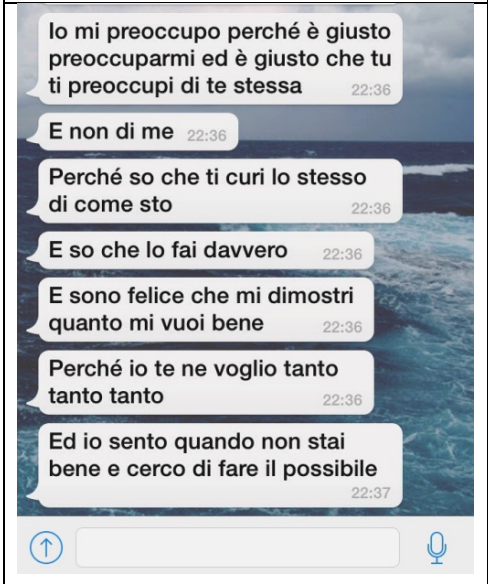 Io mi preoccupo perché è giusto
preoccuparmi ed è giusto che tu
ti preoccupi di te stessa 22:36
E non di me 22:36
Perché so che ti curi lo stesso
di come sto 22:36
E so che lo fai davvero 22:36
E sono felice che mi dimostri
quanto mi vuoi bene 22:36
Perché io te ne voglio tanto
tanto tanto 22:36
Ed io sento quando non stai
bene e cerco di fare il possibile
22:37